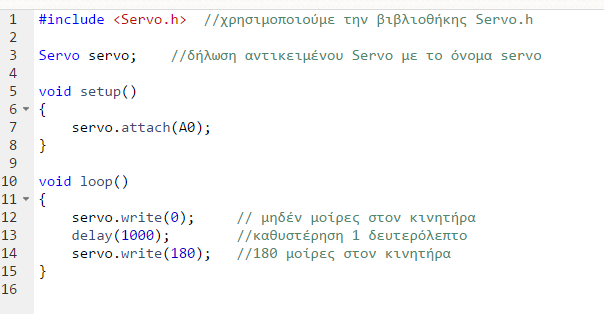 1 #include <Servo.h>  //χρησιμοποιούμε την βιβλιοθήκης Servo.h
2
3 Servo servo;    //δήλωση αντικειμένου Servo με το όνομα servo
4
5 void setup()
6 {
7     servo.attach(A0);
8 }
9
10 void loop()
11 {
12     servo.write(0);     // μηδέν μοίρες στον κινητήρα
13     delay(1000);        //καθυστέρηση 1 δευτερόλεπτο
14     servo.write(180);   //180 μοίρες στον κινητήρα
15 }
16